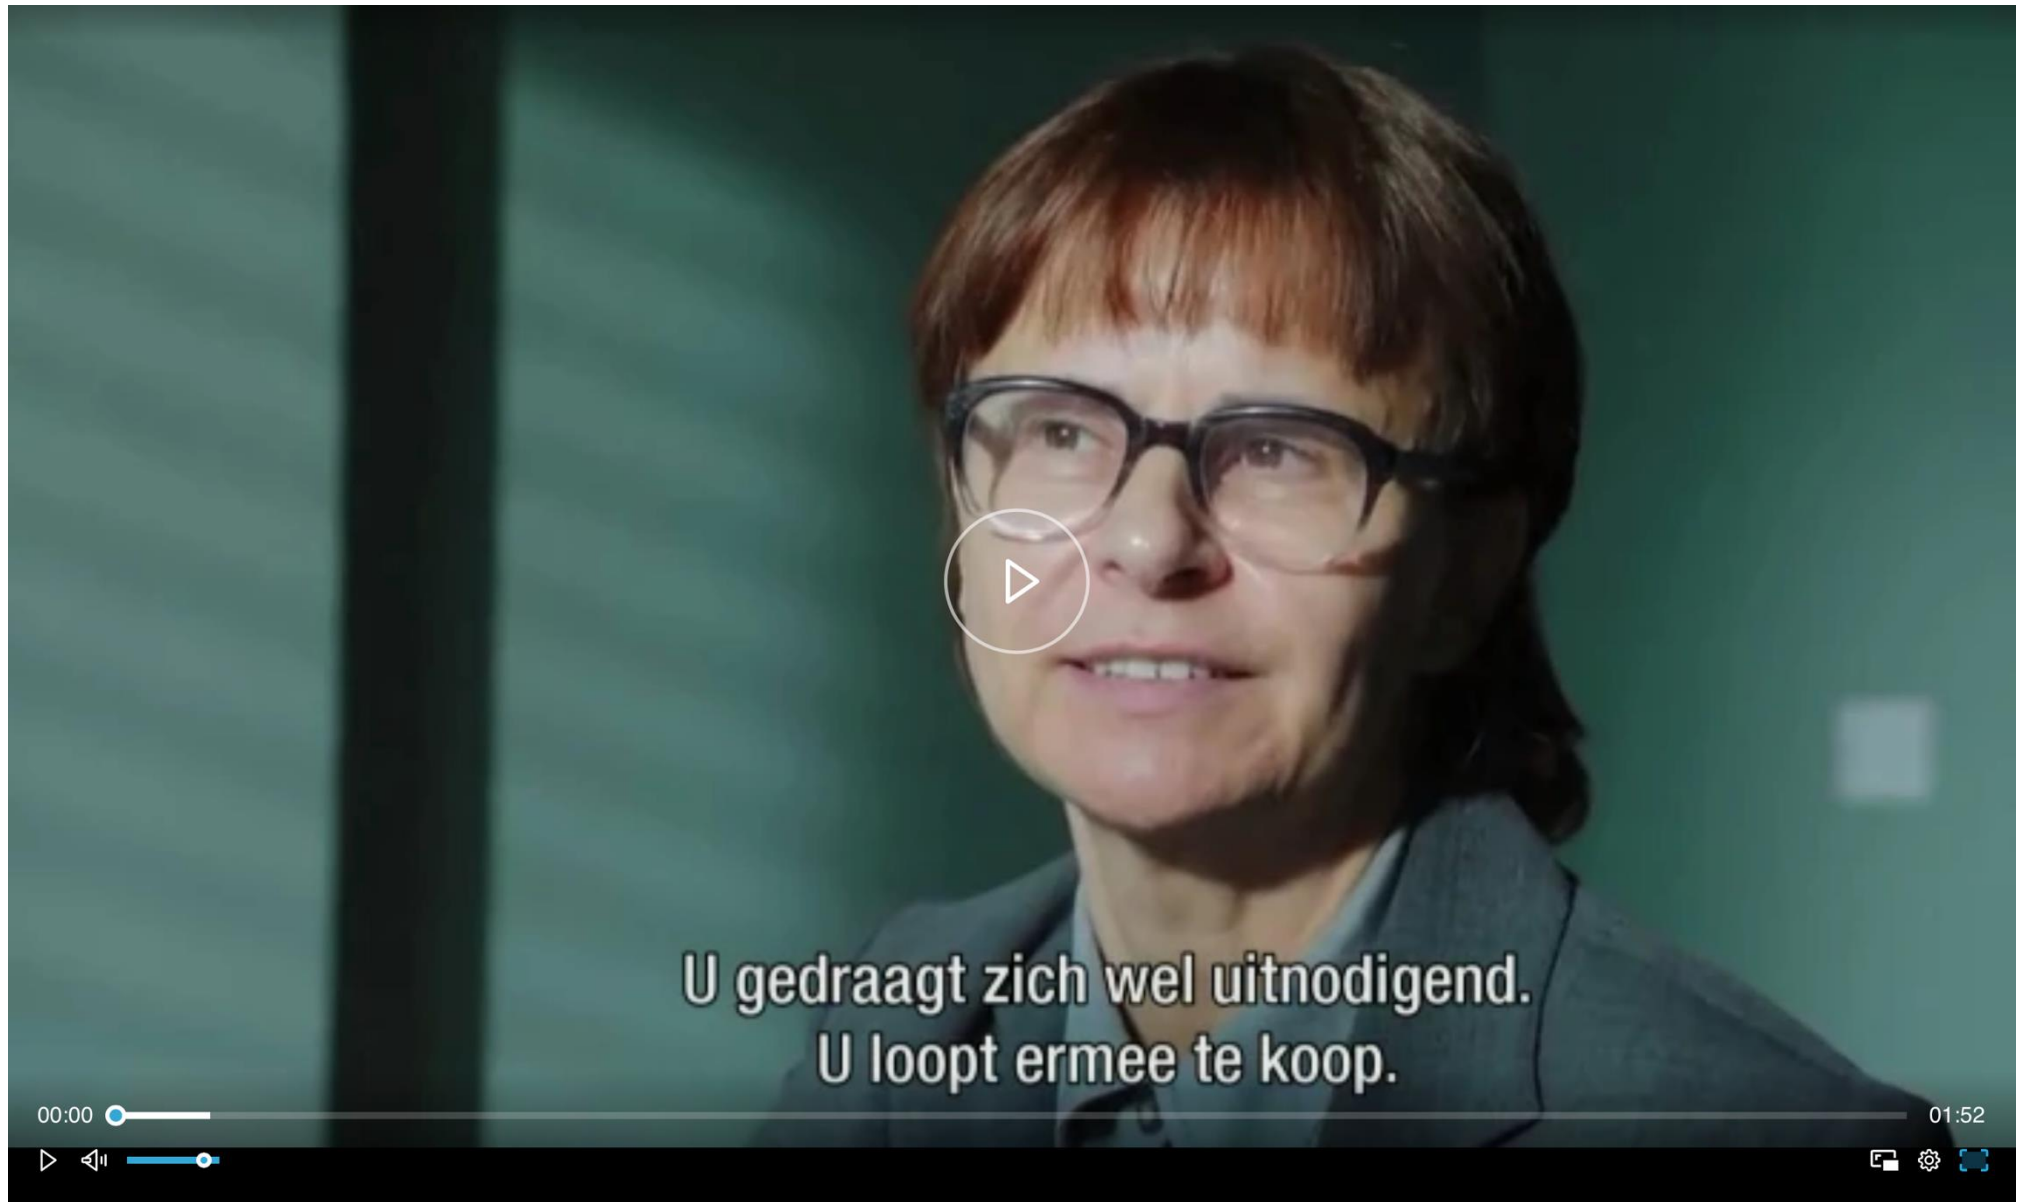 U gedraagt zich wel uitnodigend.
U loopt ermee te koop.
00:00
01:52